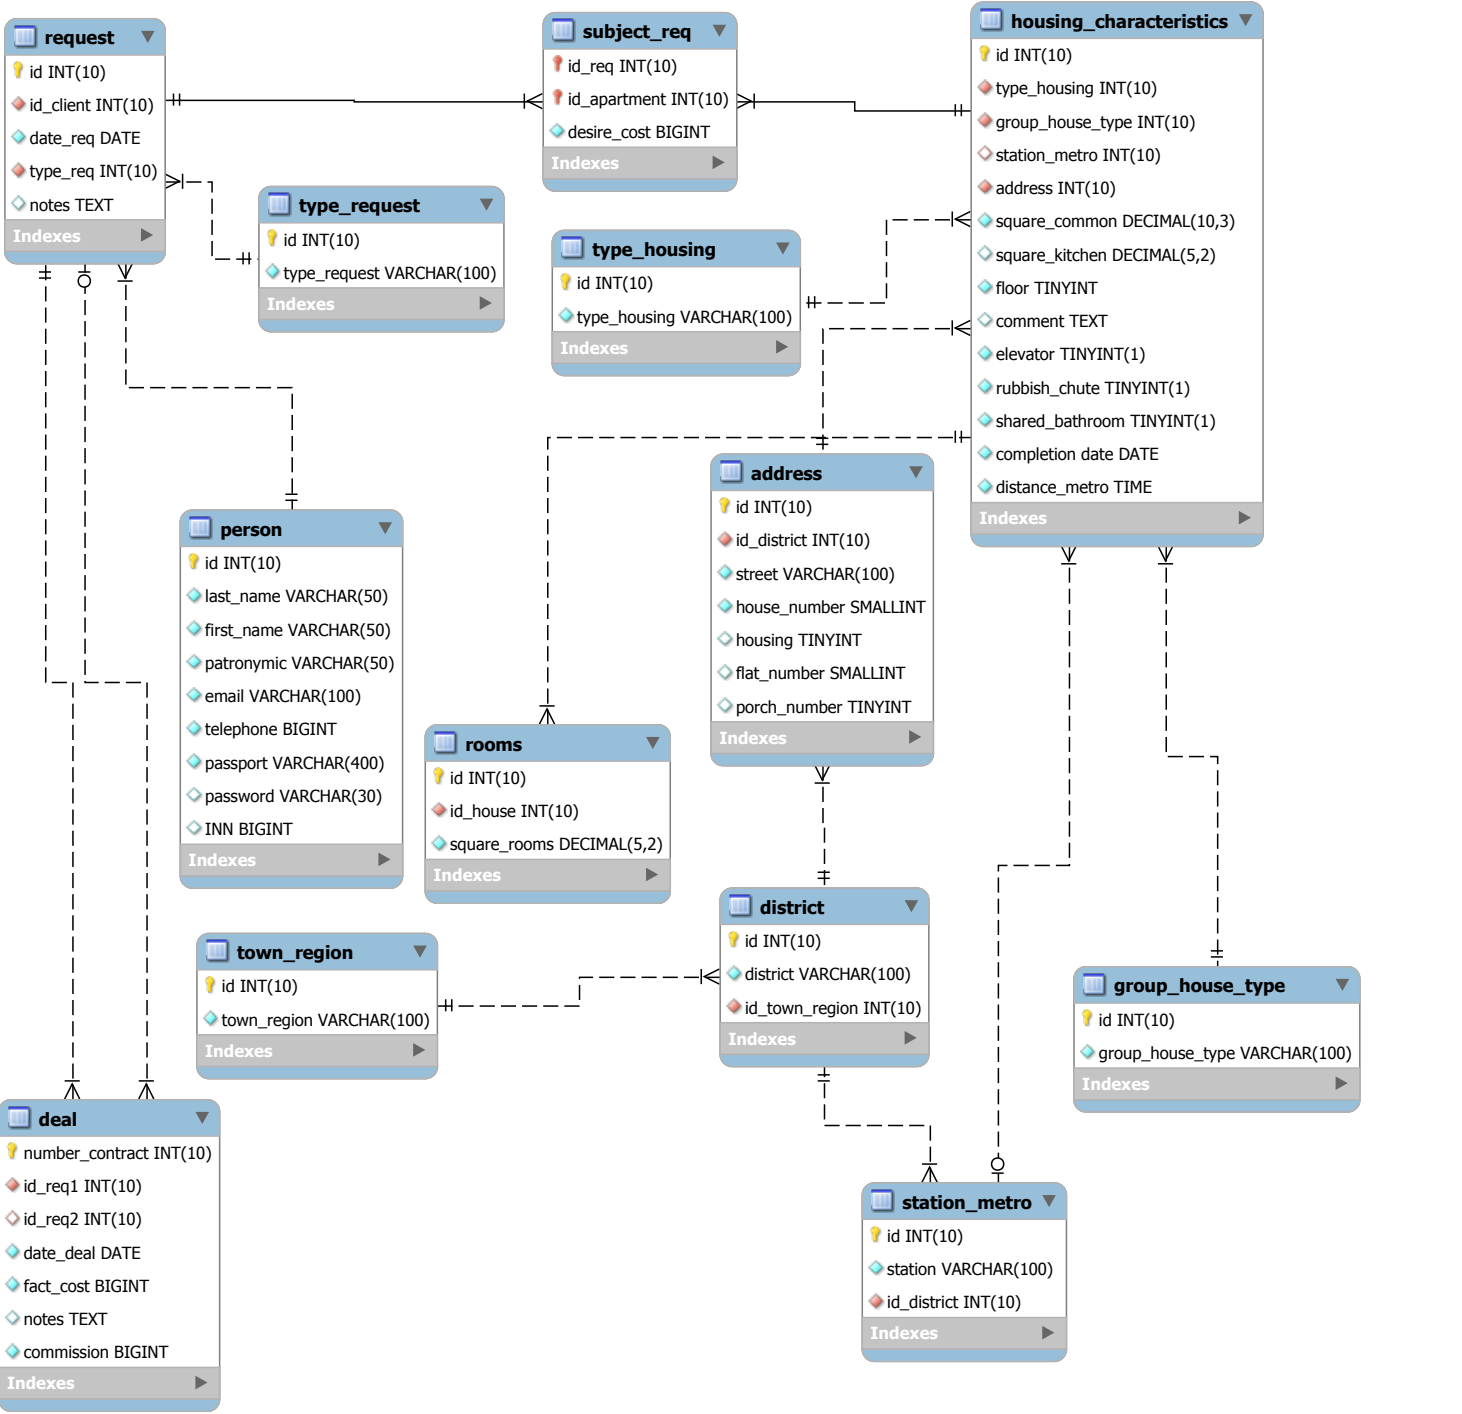 request
id INT(10)
id_client INT(10)
date_req DATE
type_req INT(10)
notes TEXT
Indexes
subject_req
id_req INT(10)
id_apartment INT(10)
desire_cost BIGINT
Indexes
housing_characteristics
id INT(10)
type_housing INT(10)
group_house_type INT(10)
station_metro INT(10)
address INT(10)
square_common DECIMAL(10,3)
square_kitchen DECIMAL(5,2)
floor TINYINT
comment TEXT
elevator TINYINT(1)
rubbish_chute TINYINT(1)
shared_bathroom TINYINT(1)
completion date DATE
distance_metro TIME
Indexes
type_request
id INT(10)
type_request VARCHAR(100)
Indexes
type_housing
id INT(10)
type_housing VARCHAR(100)
Indexes
person
id INT(10)
last_name VARCHAR(50)
first_name VARCHAR(50)
patronymic VARCHAR(50)
email VARCHAR(100)
telephone BIGINT
passport VARCHAR(400)
password VARCHAR(30)
INN BIGINT
Indexes
address
id INT(10)
id_district INT(10)
street VARCHAR(100)
house_number SMALLINT
housing TINYINT
flat_number SMALLINT
porch_number TINYINT
Indexes
rooms
id INT(10)
id_house INT(10)
square_rooms DECIMAL(5,2)
Indexes
town_region
id INT(10)
town_region VARCHAR(100)
Indexes
district
id INT(10)
district VARCHAR(100)
id_town_region INT(10)
Indexes
group_house_type
id INT(10)
group_house_type VARCHAR(100)
Indexes
deal
number_contract INT(10)
id_req1 INT(10)
id_req2 INT(10)
date_deal DATE
fact_cost BIGINT
notes TEXT
commission BIGINT
Indexes
station_metro
id INT(10)
station VARCHAR(100)
id_district INT(10)
Indexes